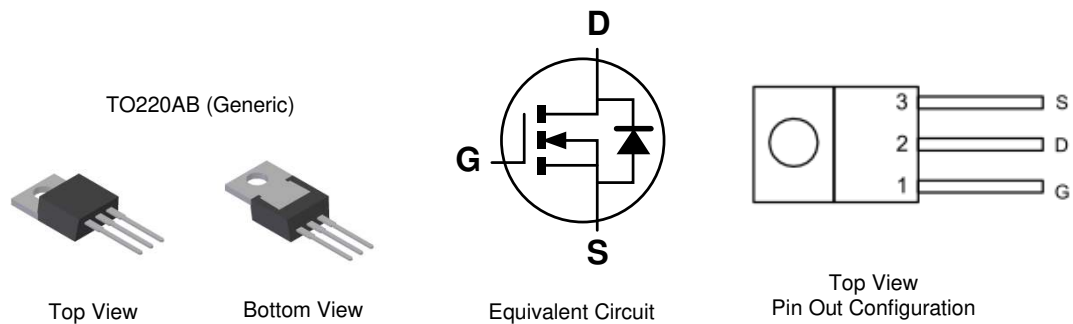 TO220AB (Generic)
Top View
Bottom View
D
G
S
Equivalent Circuit
3 S
2 D
1 G
Top View
Pin Out Configuration